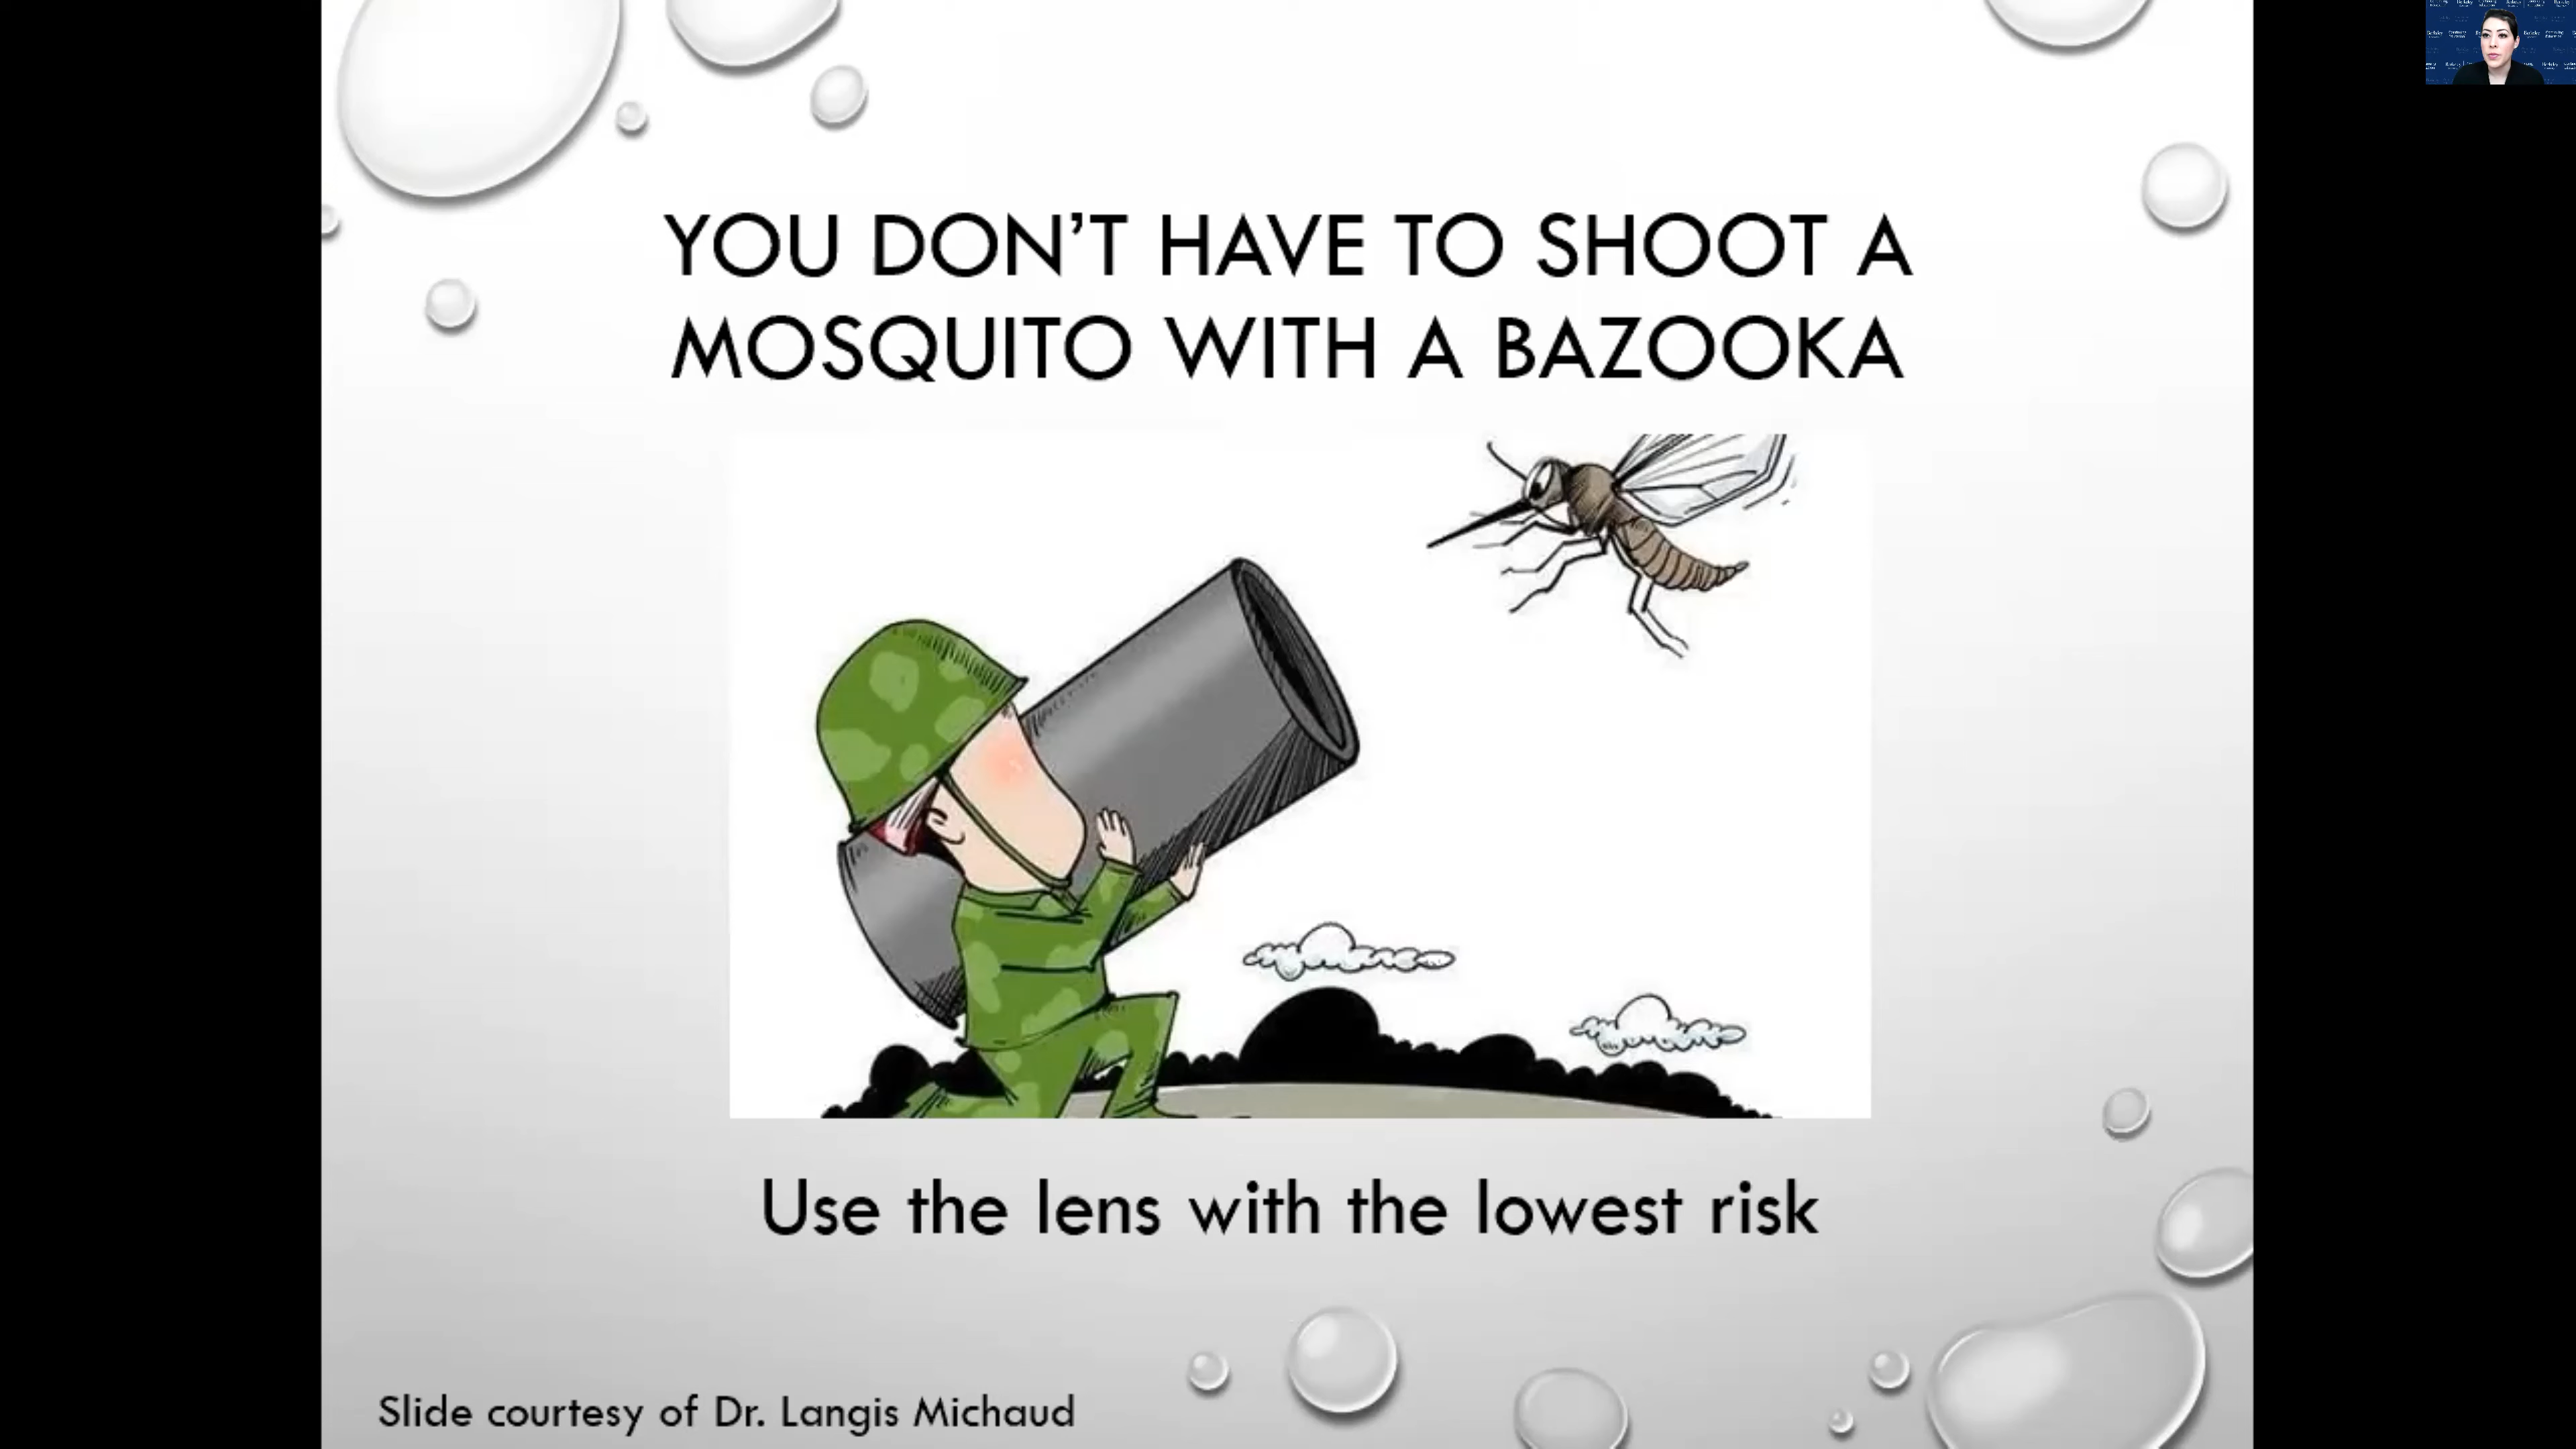 YOU DON’T HAVE TO SHOOT A
MOSQUITO WITH A BAZOOKA
Use the lens with the lowest risk
Slide courtesy of Dr. Langis Michaud